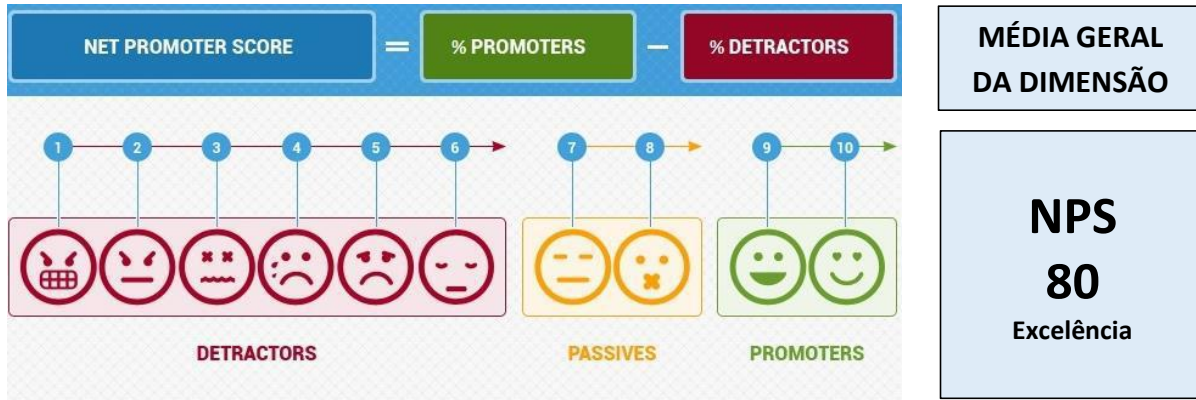 NET PROMOTER SCORE = % PROMOTERS — % DETRACTORS
1 2 3 4 5 6 7 8 9 10
DETRACTORS PASSIVES PROMOTERS
MÉDIA GERAL
DA DIMENSÃO
NPS
80
Excelência